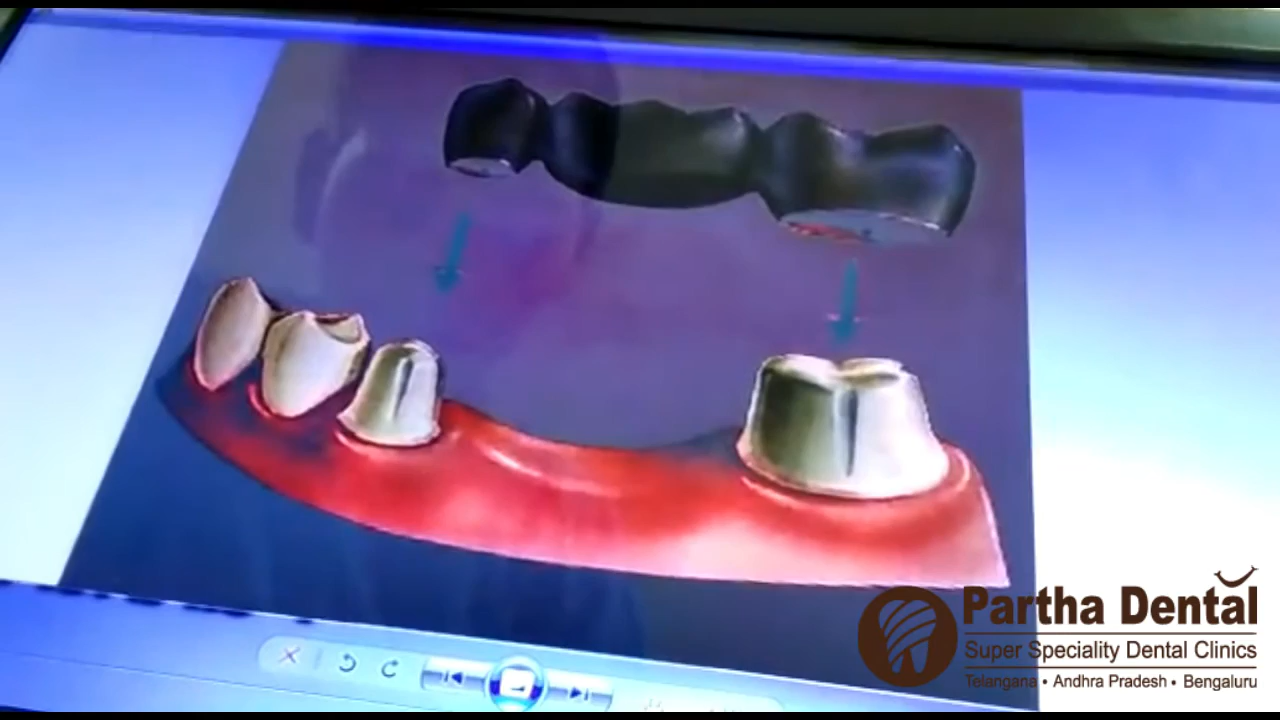 Partha Dental
Super Speciality Dental Clinics
Telangana • Andhra Pradesh • Bengaluru